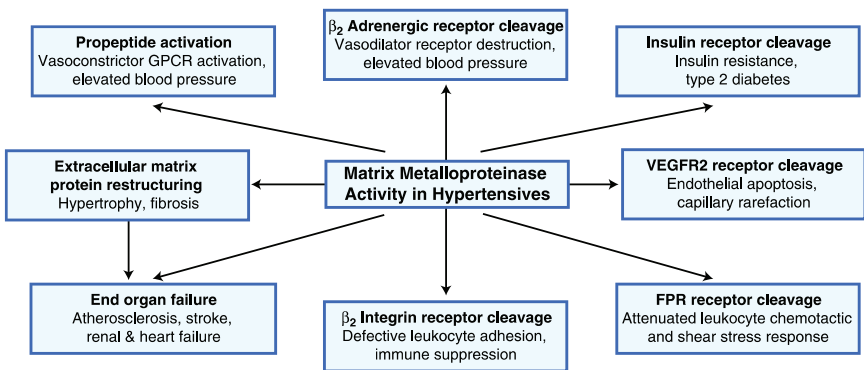 Propeptide activation
Vasoconstrictor GPCR activation,
elevated blood pressure
β₂ Adrenergic receptor cleavage
Vasodilator receptor destruction,
elevated blood pressure
Insulin receptor cleavage
Insulin resistance,
type 2 diabetes
Extracellular matrix
protein restructuring
Hypertrophy, fibrosis
Matrix Metalloproteinase
Activity in Hypertensives
VEGFR2 receptor cleavage
Endothelial apoptosis,
capillary rarefaction
End organ failure
Atherosclerosis, stroke,
renal & heart failure
β₂ Integrin receptor cleavage
Defective leukocyte adhesion,
immune suppression
FPR receptor cleavage
Attenuated leukocyte chemotactic
and shear stress response